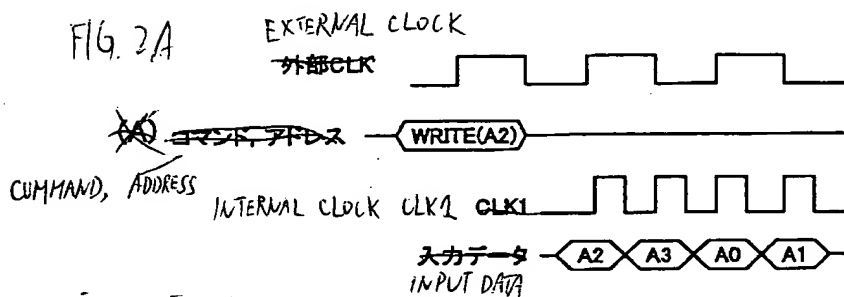 FIG. 2A
EXTERNAL CLOCK
外部CLK
(A) コマンド, アドレス
WRITE(A2)
COMMAND, ADDRESS
INTERNAL CLOCK CLK1 CLK1
入力データ A2 A3 A0 A1
INPUT DATA